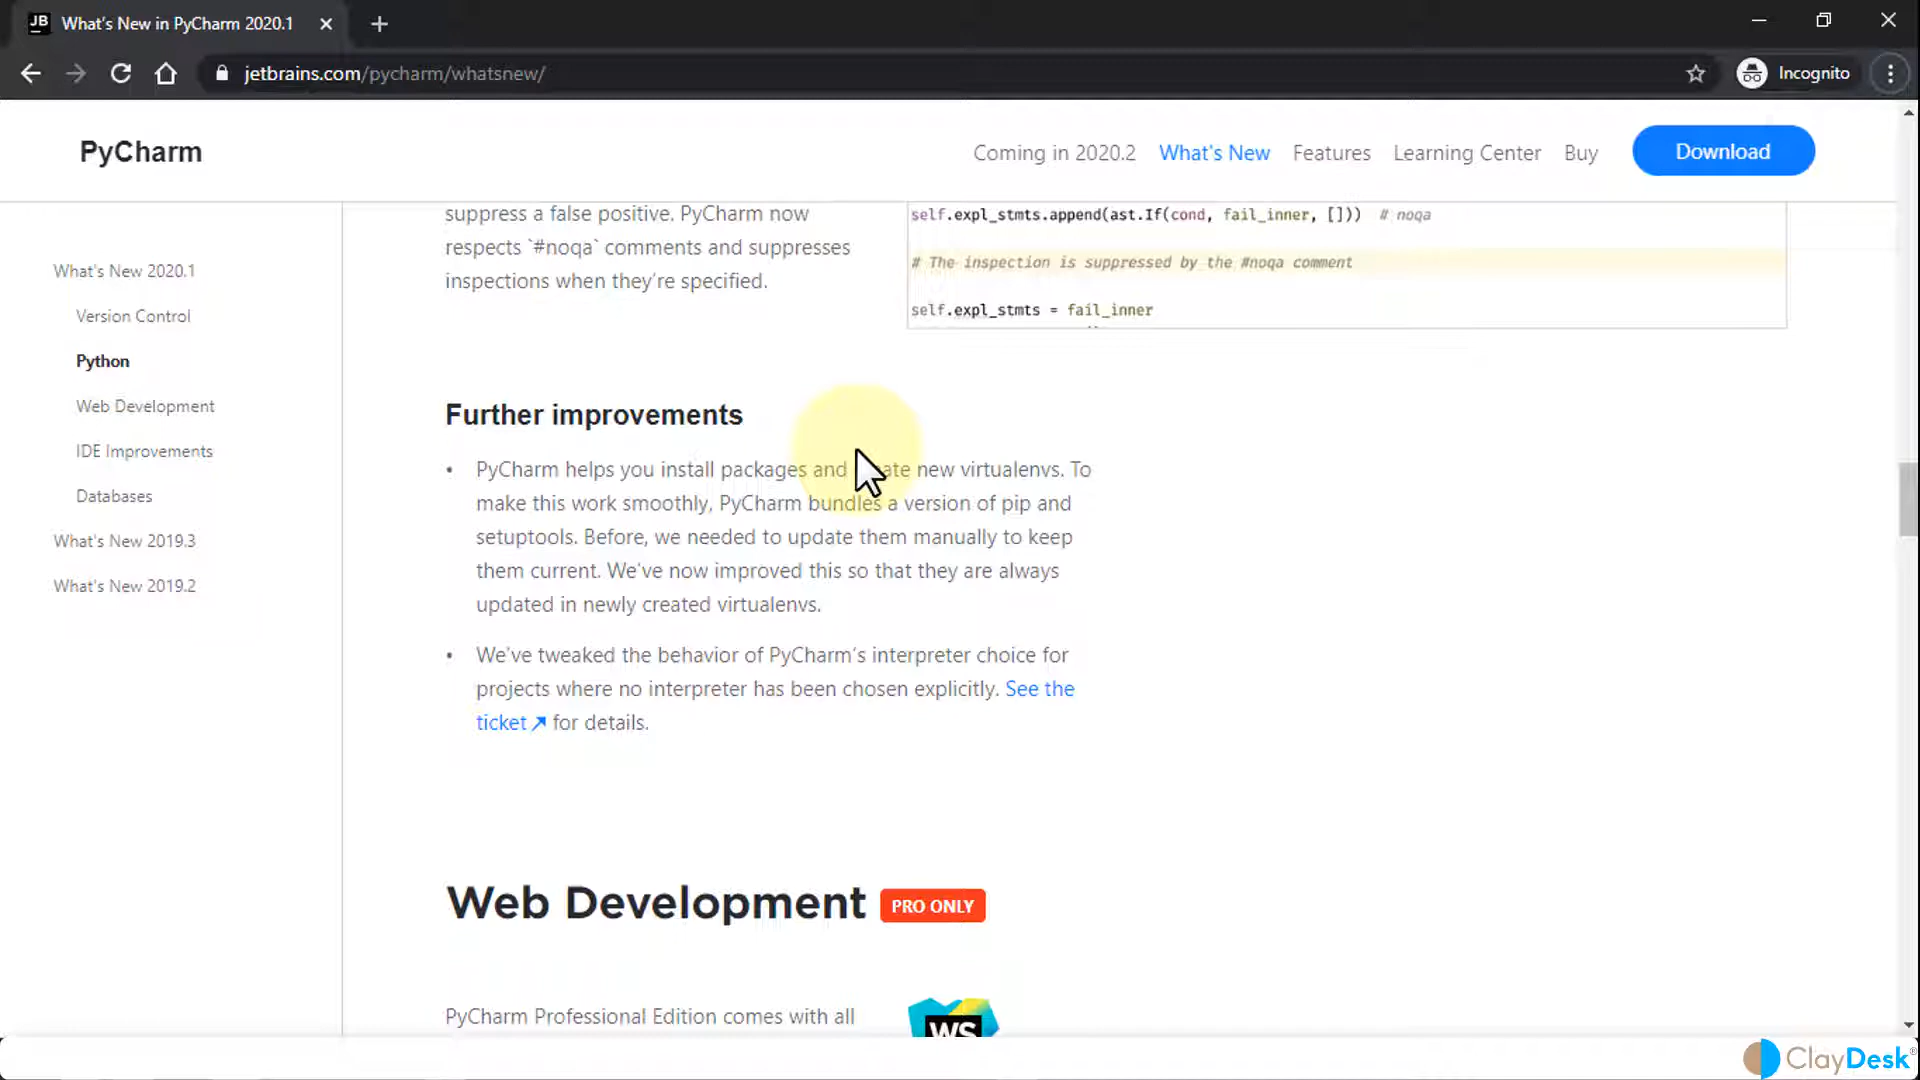 JB What's New in PyCharm 2020.1
jetbrains.com/pycharm/whatsnew/
Incognito
PyCharm
Coming in 2020.2 What's New Features Learning Center Buy Download
What's New 2020.1
Version Control
Python
Web Development
IDE Improvements
Databases
What's New 2019.3
What's New 2019.2
suppress a false positive. PyCharm now
respects `#noqa` comments and suppresses
inspections when they're specified.
self.expl_stmts.append(ast.If(cond, fail_inner, [])) # noqa
# The inspection is suppressed by the #noqa comment
self.expl_stmts = fail_inner
Further improvements
• PyCharm helps you install packages and new virtualenvs. To
make this work smoothly, PyCharm bundles a version of pip and
setuptools. Before, we needed to update them manually to keep
them current. We've now improved this so that they are always
updated in newly created virtualenvs.
• We've tweaked the behavior of PyCharm's interpreter choice for
projects where no interpreter has been chosen explicitly. See the
ticket for details.
Web Development PRO ONLY
PyCharm Professional Edition comes with all
WS
ClayDesk®